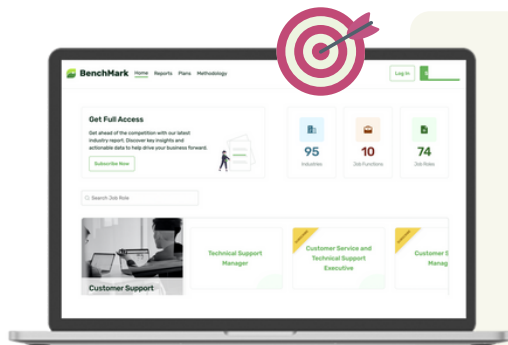 BenchMark Home Reports Plans Methodology
Log In
Get Full Access
Get ahead of the competition with our latest
industry report. Discover key insights and
actionable data to help drive your business forward.
Subscribe Now
95
Industries
10
Job Functions
74
Job Roles
Search Job Role
Customer Support
Technical Support
Manager
Customer Service and
Technical Support
Executive
Customer S
Manag